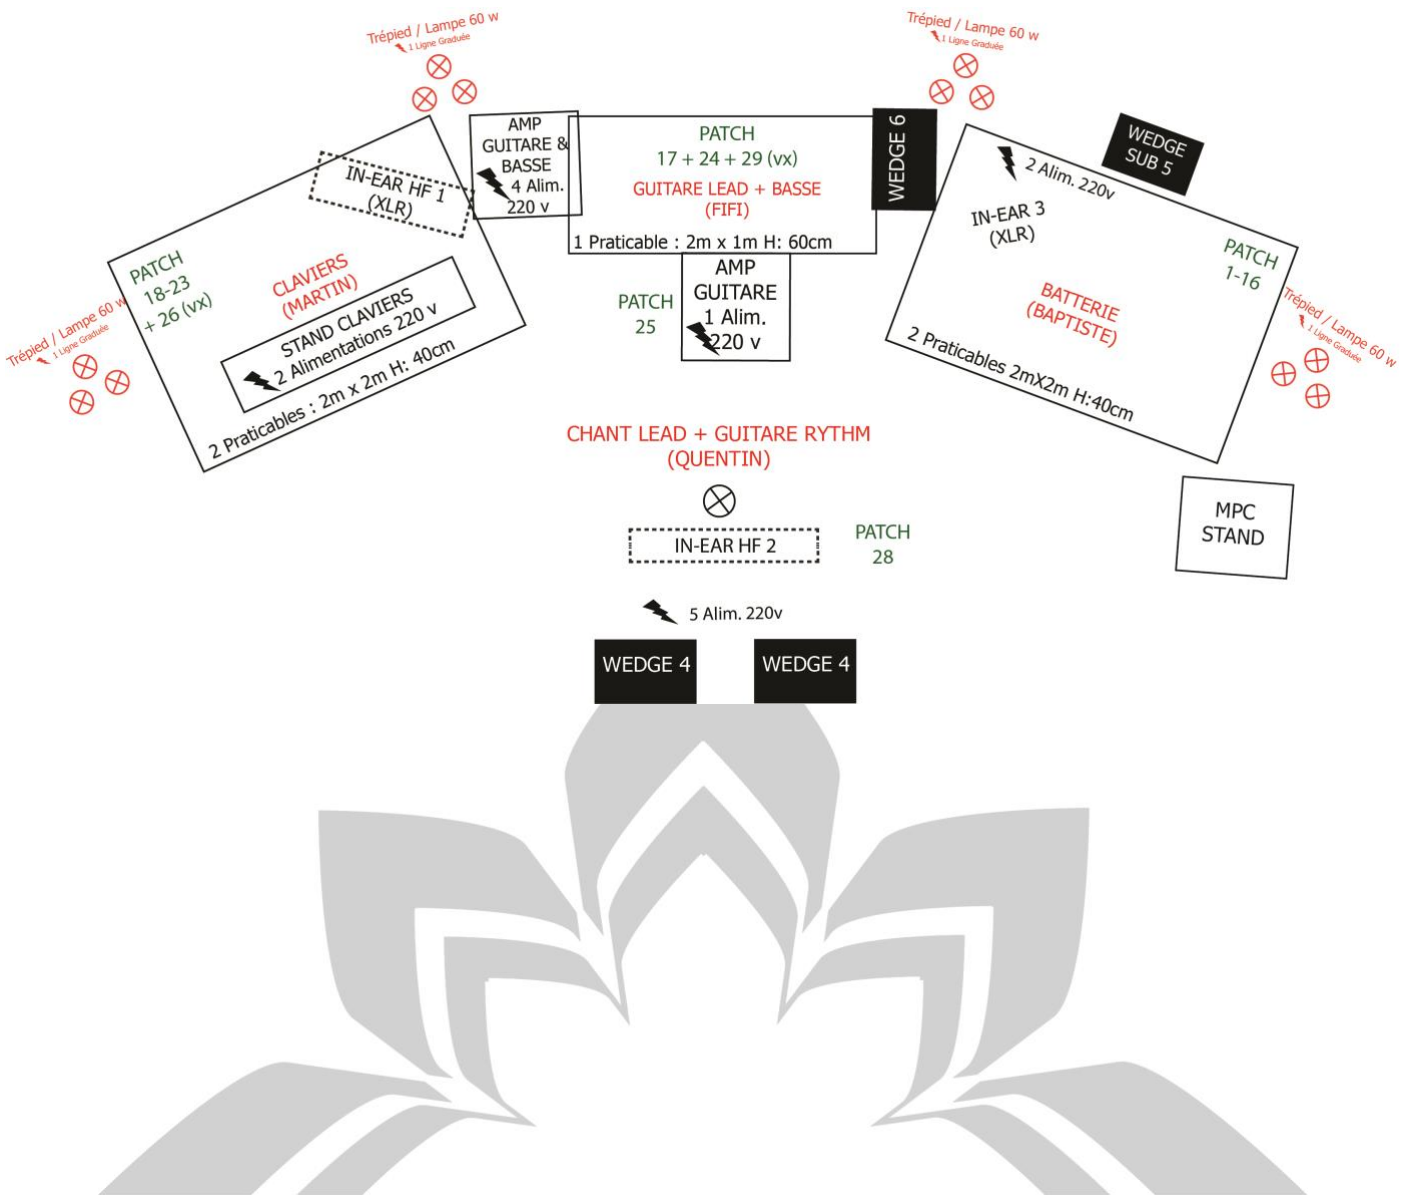 Trépied / Lampe 60 w
1 Ligne Graduée
Trépied / Lampe 60 w
1 Ligne Graduée
AMP
GUITARE &
BASSE
4 Alim.
220 v
PATCH
17 + 24 + 29 (vx)
GUITARE LEAD + BASSE
(FIFI)
1 Praticable : 2m x 1m H: 60cm
WEDGE 6
WEDGE
SUB 5
2 Alim. 220v
IN-EAR 3
(XLR)
PATCH
1-16
BATTERIE
(BAPTISTE)
2 Praticables 2mX2m H:40cm
Trépied / Lampe 60 w
1 Ligne Graduée
IN-EAR HF 1
(XLR)
PATCH
18-23
+ 26 (vx)
CLAVIERS
(MARTIN)
STAND CLAVIERS
2 Alimentations 220 v
2 Praticables : 2m x 2m H: 40cm
Trépied / Lampe 60 w
1 Ligne Graduée
AMP
GUITARE
1 Alim.
220 v
PATCH
25
CHANT LEAD + GUITARE RYTHM
(QUENTIN)
IN-EAR HF 2
PATCH
28
MPC
STAND
5 Alim. 220v
WEDGE 4
WEDGE 4